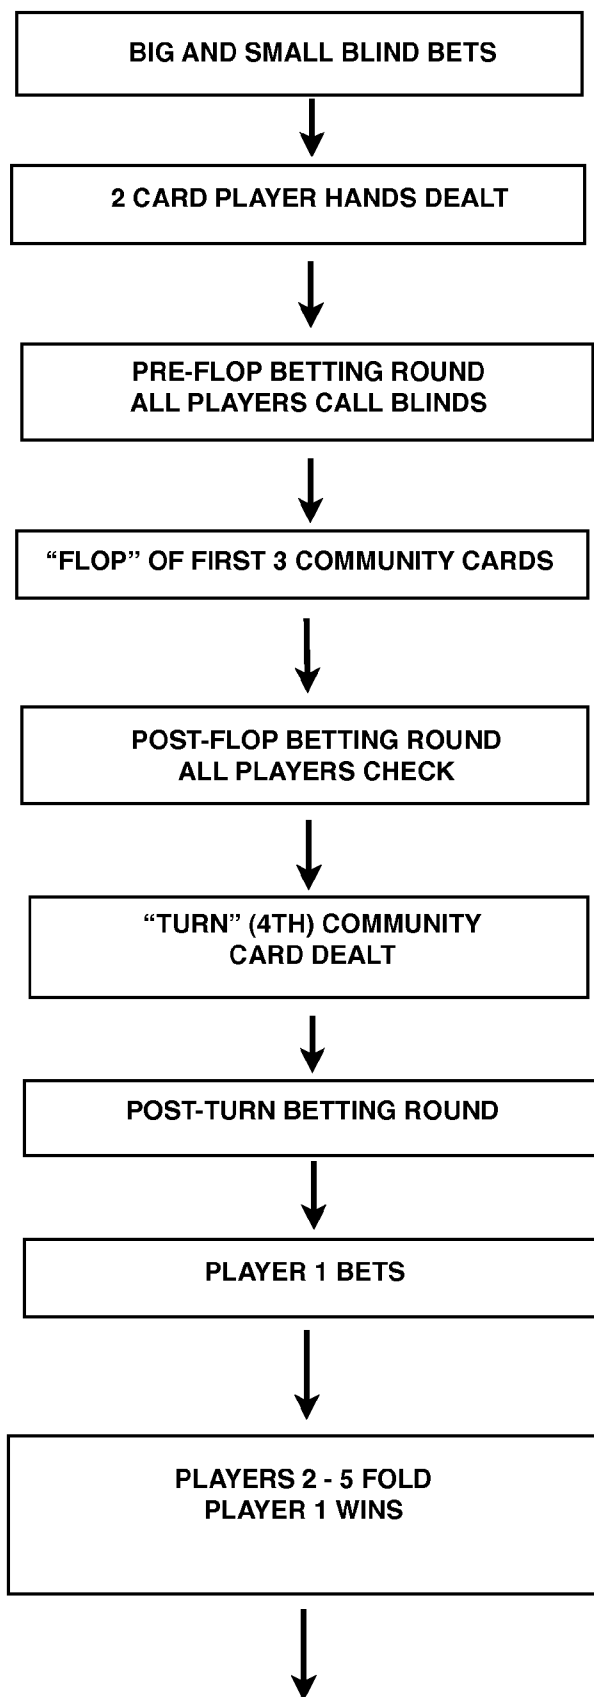 BIG AND SMALL BLIND BETS
2 CARD PLAYER HANDS DEALT
PRE-FLOP BETTING ROUND
ALL PLAYERS CALL BLINDS
“FLOP” OF FIRST 3 COMMUNITY CARDS
POST-FLOP BETTING ROUND
ALL PLAYERS CHECK
“TURN” (4TH) COMMUNITY
CARD DEALT
POST-TURN BETTING ROUND
PLAYER 1 BETS
PLAYERS 2 - 5 FOLD
PLAYER 1 WINS